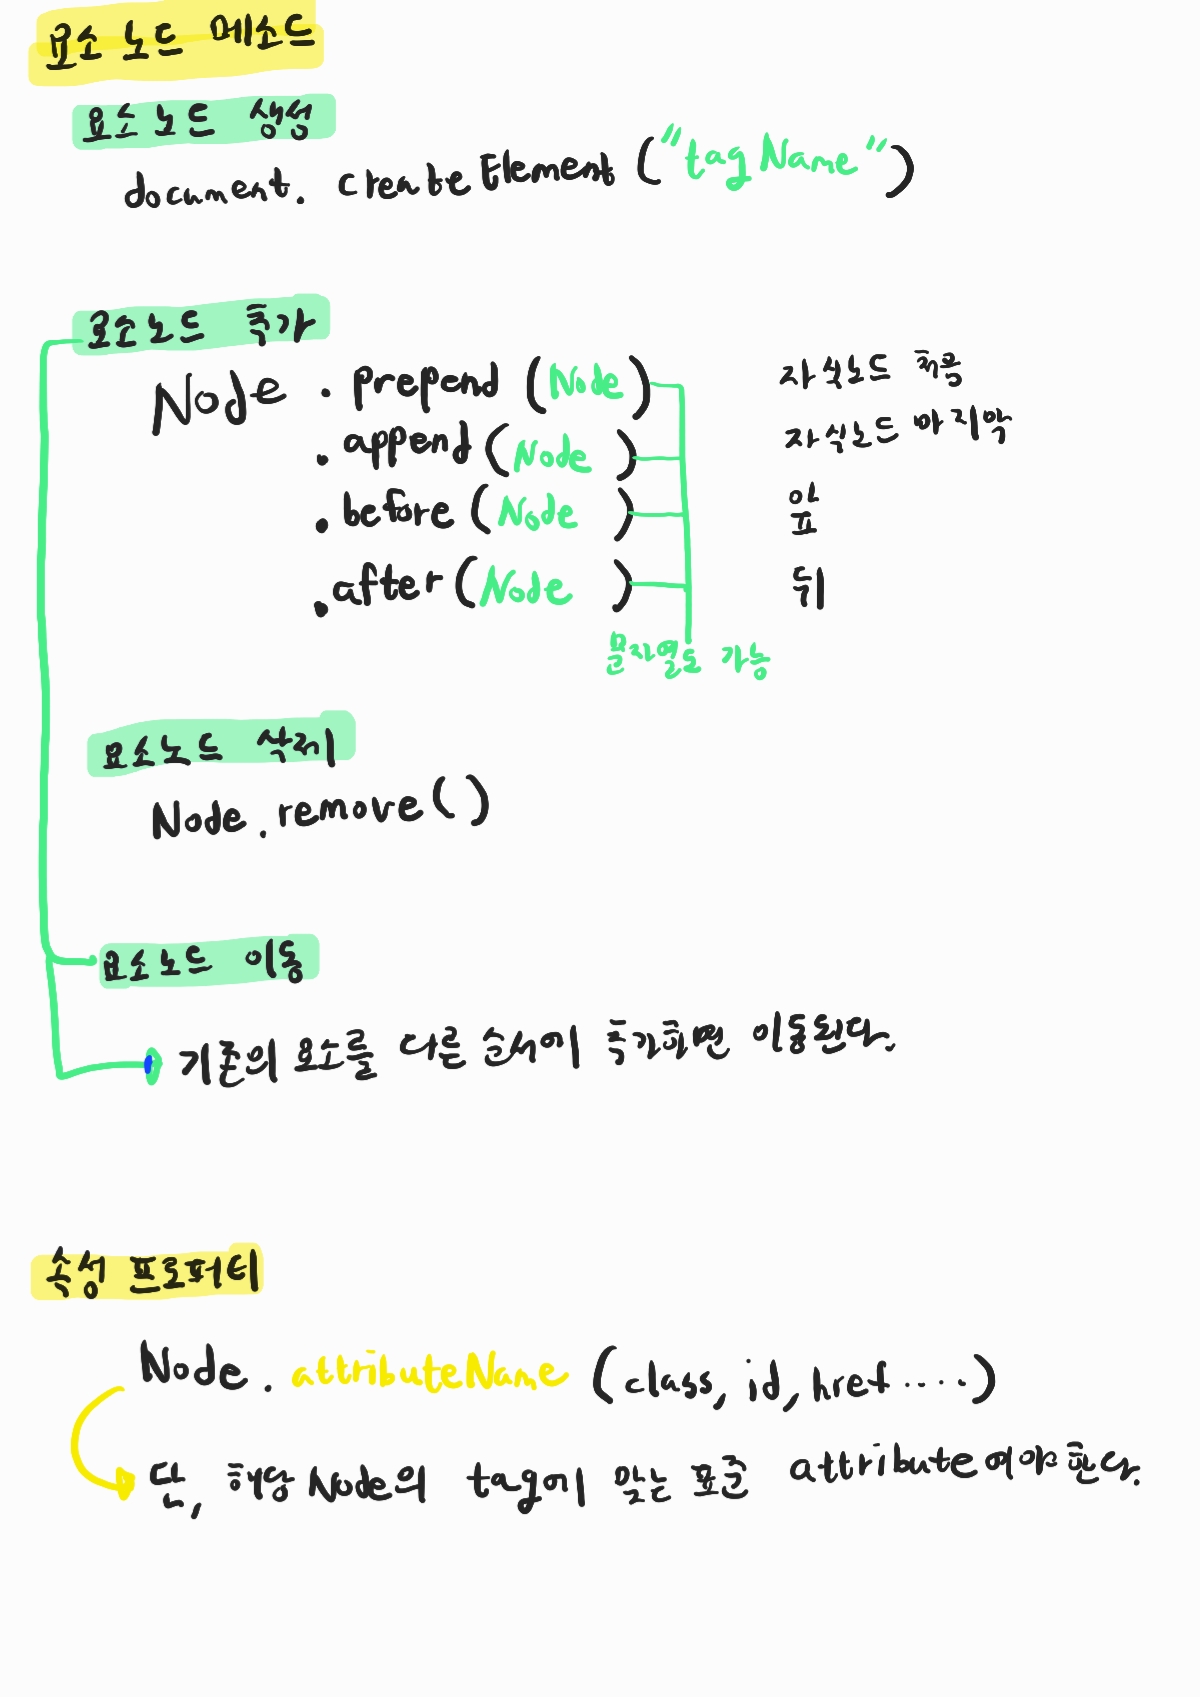 요소 노드 메소드
요소 노드 생성
document. createElement ("tagName")
요소노드 추가
Node . prepend (Node) 자식노드 처음
. append (Node) 자식노드 마지막
. before (Node) 앞
. after (Node) 뒤
문자열도 가능
요소노드 삭제
Node . remove ( )
요소노드 이동
기존의 요소를 다른 순서에 추가하면 이동된다.
속성 프로퍼티
Node . attributeName (class, id, href ....)
단, 해당 Node의 tag에 맞는 표준 attribute여야 한다.